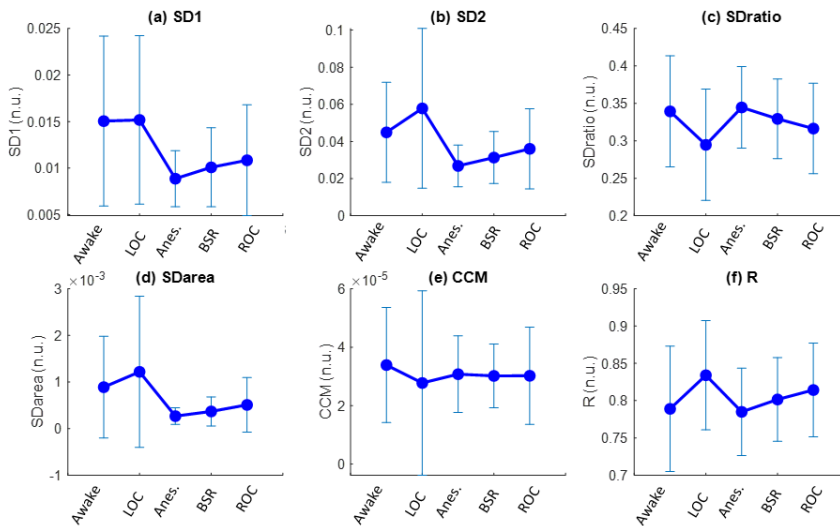 (a) SD1
0.025
0.02
0.015
0.01
0.005
SD1 (n.u.)
Awake
LOC
Anes.
BSR
ROC
(b) SD2
0.1
0.08
0.06
0.04
0.02
0
SD2 (n.u.)
Awake
LOC
Anes.
BSR
ROC
(c) SDratio
0.45
0.4
0.35
0.3
0.25
0.2
SDratio (n.u.)
Awake
LOC
Anes.
BSR
ROC
(d) SDarea
×10⁻³
3
2
1
0
-1
SDarea (n.u.)
Awake
LOC
Anes.
BSR
ROC
(e) CCM
×10⁻⁵
6
4
2
0
CCM (n.u.)
Awake
LOC
Anes.
BSR
ROC
(f) R
0.95
0.9
0.85
0.8
0.75
0.7
R (n.u.)
Awake
LOC
Anes.
BSR
ROC